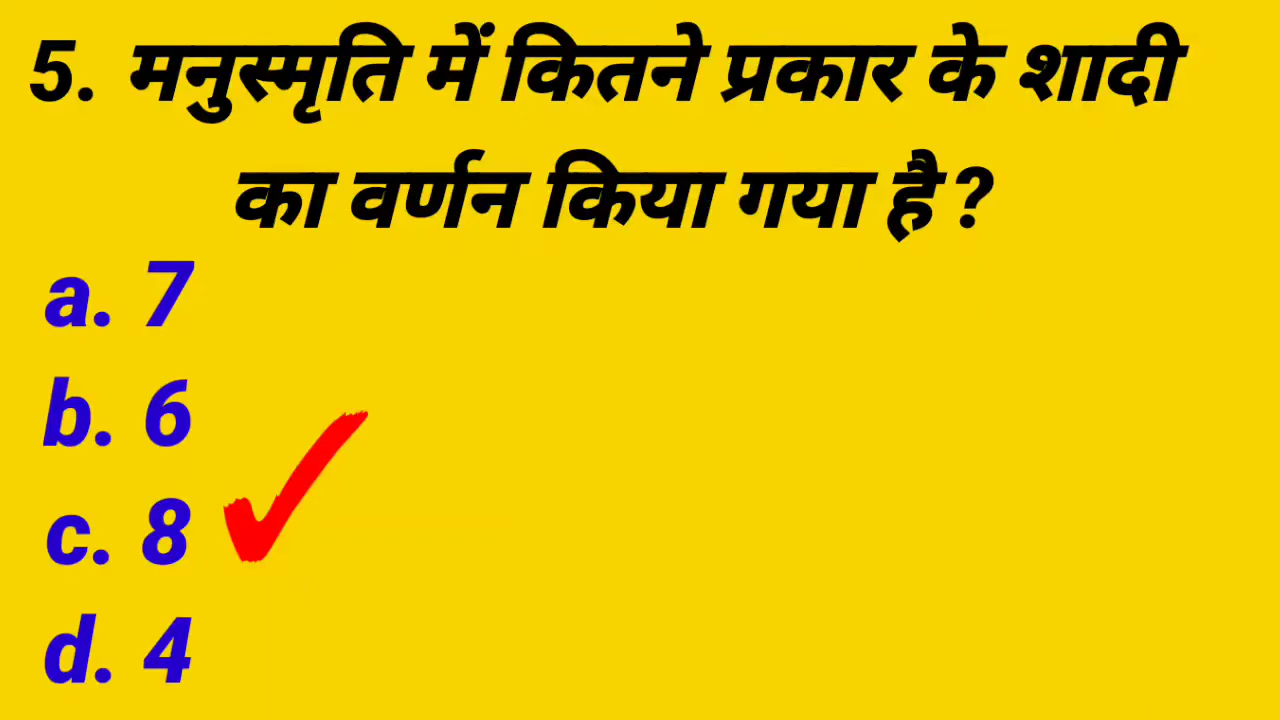 5. मनुस्मृति में कितने प्रकार के शादी
का वर्णन किया गया है?
a. 7
b. 6
c. 8
d. 4